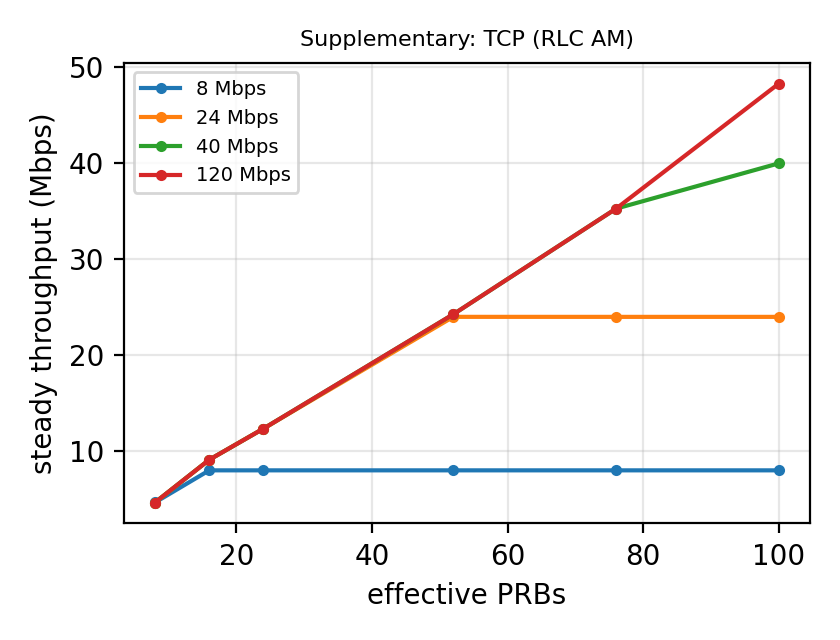 Supplementary: TCP (RLC AM)
8 Mbps
24 Mbps
40 Mbps
120 Mbps
steady throughput (Mbps)
50
40
30
20
10
20 40 60 80 100
effective PRBs